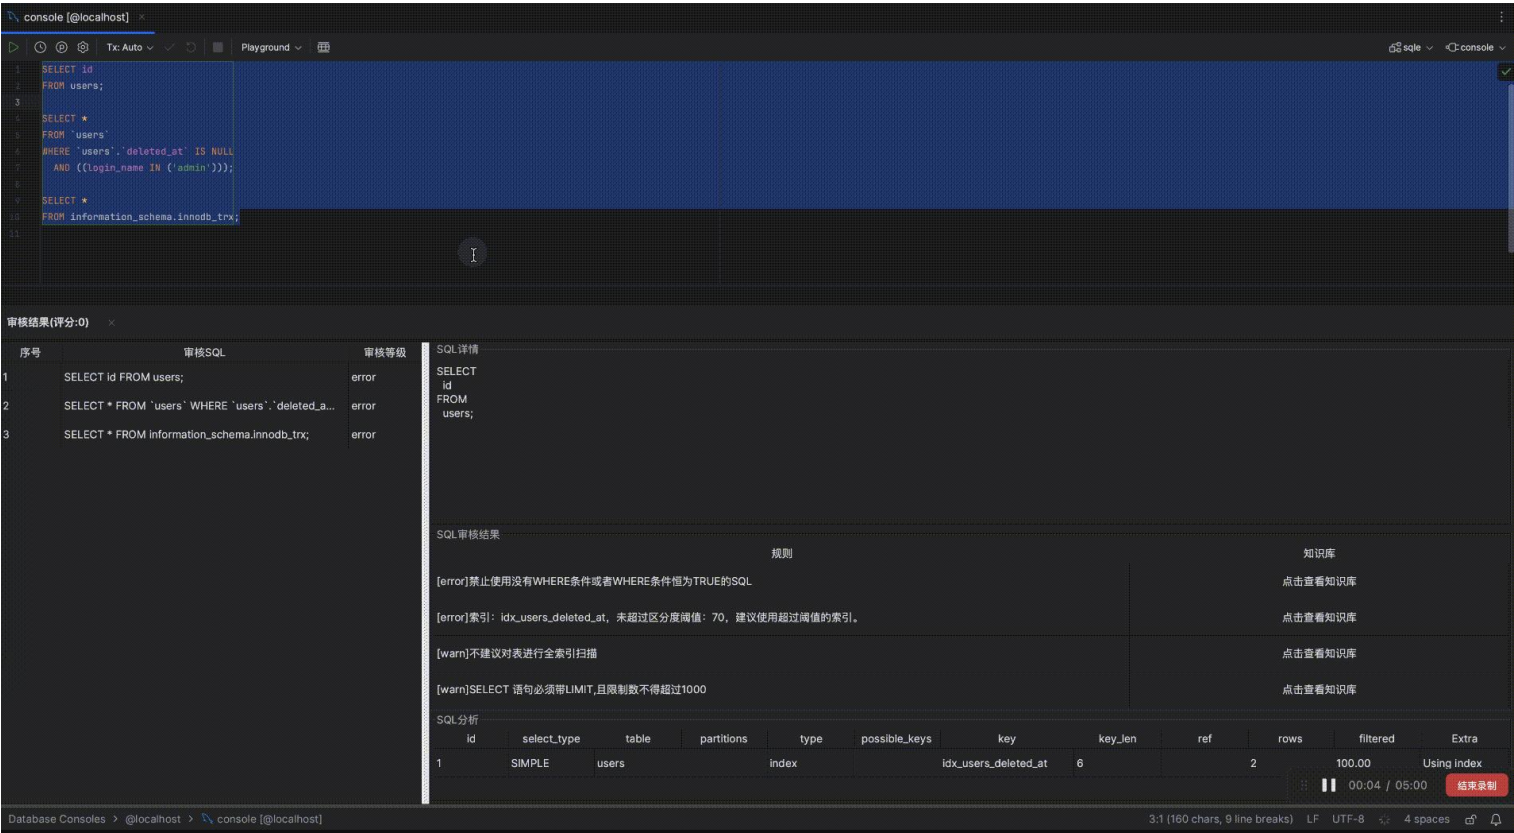 console [@localhost]
Tx: Auto
Playground
sqle
console
1 SELECT id
2 FROM users;
3
4 SELECT *
5 FROM `users`
6 WHERE `users`.`deleted_at` IS NULL
7 AND ((login_name IN ('admin')));
8
9 SELECT *
10 FROM information_schema.innodb_trx;
11
审核结果(评分:0)
序号 审核SQL 审核等级
1 SELECT id FROM users; error
2 SELECT * FROM `users` WHERE `users`.`deleted_a... error
3 SELECT * FROM information_schema.innodb_trx; error
SQL详情
SELECT
id
FROM
users;
SQL审核结果
规则 知识库
[error]禁止使用没有WHERE条件或者WHERE条件恒为TRUE的SQL 点击查看知识库
[error]索引：idx_users_deleted_at，未超过区分度阈值：70，建议使用超过阈值的索引。 点击查看知识库
[warn]不建议对表进行全索引扫描 点击查看知识库
[warn]SELECT 语句必须带LIMIT,且限制数不得超过1000 点击查看知识库
SQL分析
id select_type table partitions type possible_keys key key_len ref rows filtered Extra
1 SIMPLE users index idx_users_deleted_at 6 2 100.00 Using index
00:04 / 05:00 结束录制
Database Consoles > @localhost > console [@localhost] 3:1 (160 chars, 9 line breaks) LF UTF-8 4 spaces